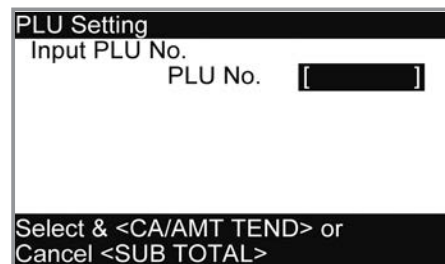 PLU Setting
Input PLU No.
PLU No. [ ]
Select & <CA/AMT TEND> or
Cancel <SUB TOTAL>